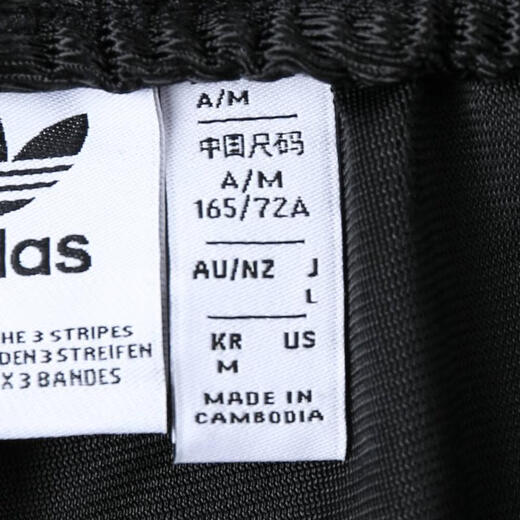 das
HE 3 STRIPES
DEN 3 STREIFEN
X 3 BANDES
A/M
中国尺码
A/M
165/72A
AU/NZ J
L
KR US
M
MADE IN
CAMBODIA